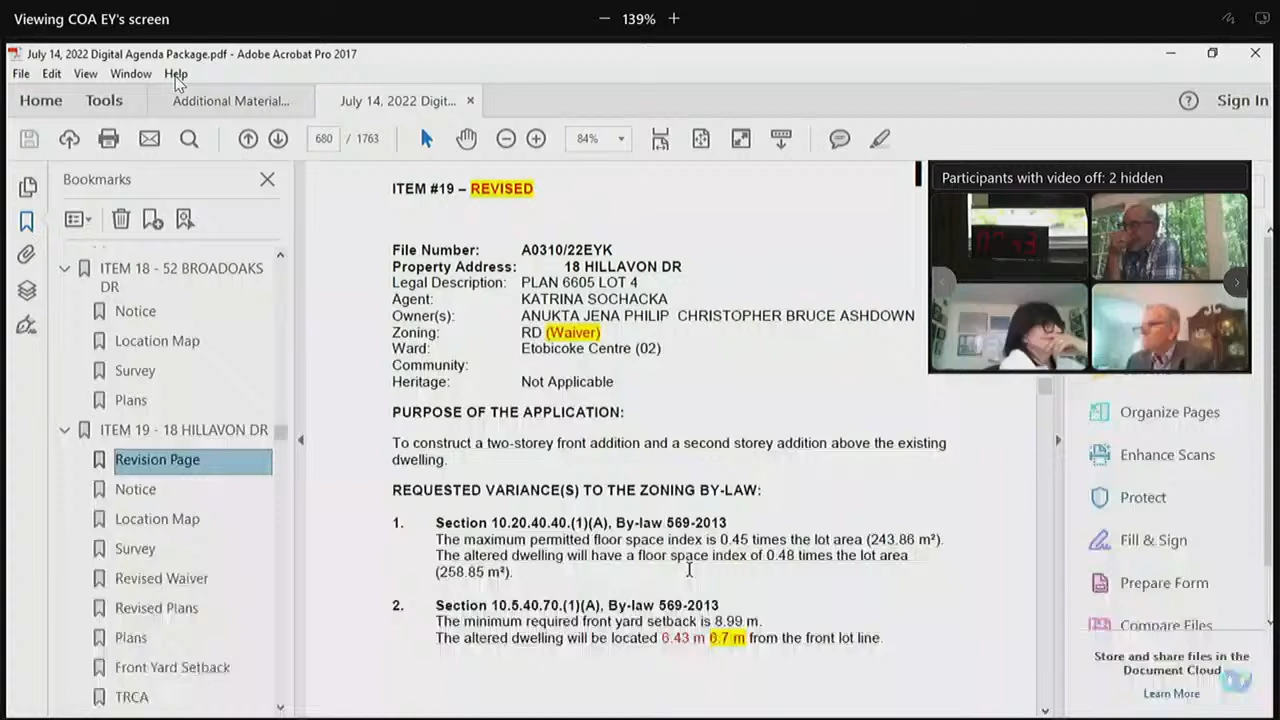 Viewing COA EY's screen
139%
July 14, 2022 Digital Agenda Package.pdf - Adobe Acrobat Pro 2017
File Edit View Window Help
Home Tools Additional Material... July 14, 2022 Digit... Sign In
680 / 1763 84%
Bookmarks
ITEM 18 - 52 BROADOAKS
DR
Notice
Location Map
Survey
Plans
ITEM 19 - 18 HILLAVON DR
Revision Page
Notice
Location Map
Survey
Revised Waiver
Revised Plans
Plans
Front Yard Setback
TRCA
ITEM #19 – REVISED
File Number: A0310/22EYK
Property Address: 18 HILLAVON DR
Legal Description: PLAN 6605 LOT 4
Agent: KATRINA SOCHACKA
Owner(s): ANUKTA JENA PHILIP CHRISTOPHER BRUCE ASHDOWN
Zoning: RD (Waiver)
Ward: Etobicoke Centre (02)
Community:
Heritage: Not Applicable
PURPOSE OF THE APPLICATION:
To construct a two-storey front addition and a second storey addition above the existing
dwelling.
REQUESTED VARIANCE(S) TO THE ZONING BY-LAW:
1. Section 10.20.40.40.(1)(A), By-law 569-2013
The maximum permitted floor space index is 0.45 times the lot area (243.86 m²).
The altered dwelling will have a floor space index of 0.48 times the lot area
(258.85 m²).
2. Section 10.5.40.70.(1)(A), By-law 569-2013
The minimum required front yard setback is 8.99 m.
The altered dwelling will be located 6.43 m 6.7 m from the front lot line.
Participants with video off: 2 hidden
Organize Pages
Enhance Scans
Protect
Fill & Sign
Prepare Form
Compare Files
Store and share files in the
Document Cloud
Learn More